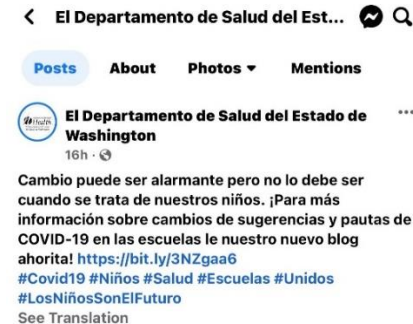 El Departamento de Salud del Est...
Posts About Photos Mentions
El Departamento de Salud del Estado de
Washington
16h
Cambio puede ser alarmante pero no lo debe ser
cuando se trata de nuestros niños. ¡Para más
información sobre cambios de sugerencias y pautas de
COVID-19 en las escuelas le nuestro nuevo blog
ahorita! https://bit.ly/3NZgaa6
#Covid19 #Niños #Salud #Escuelas #Unidos
#LosNiñosSonElFuturo
See Translation